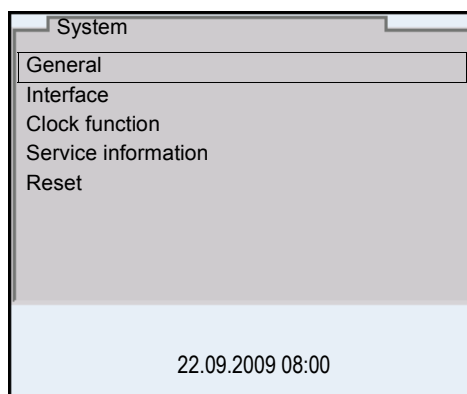 System
General
Interface
Clock function
Service information
Reset
22.09.2009 08:00